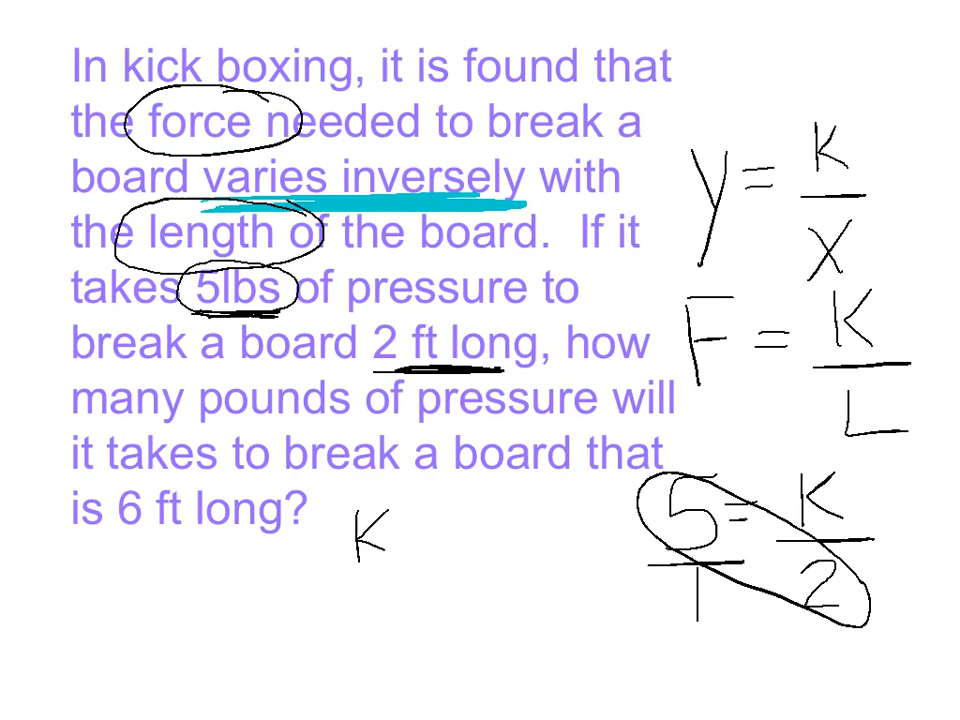 In kick boxing, it is found that
the force needed to break a
board varies inversely with
the length of the board.  If it
takes 5lbs of pressure to
break a board 2 ft long, how
many pounds of pressure will
it takes to break a board that
is 6 ft long?
K
y = K
x
F = K
L
5 = K
1 2